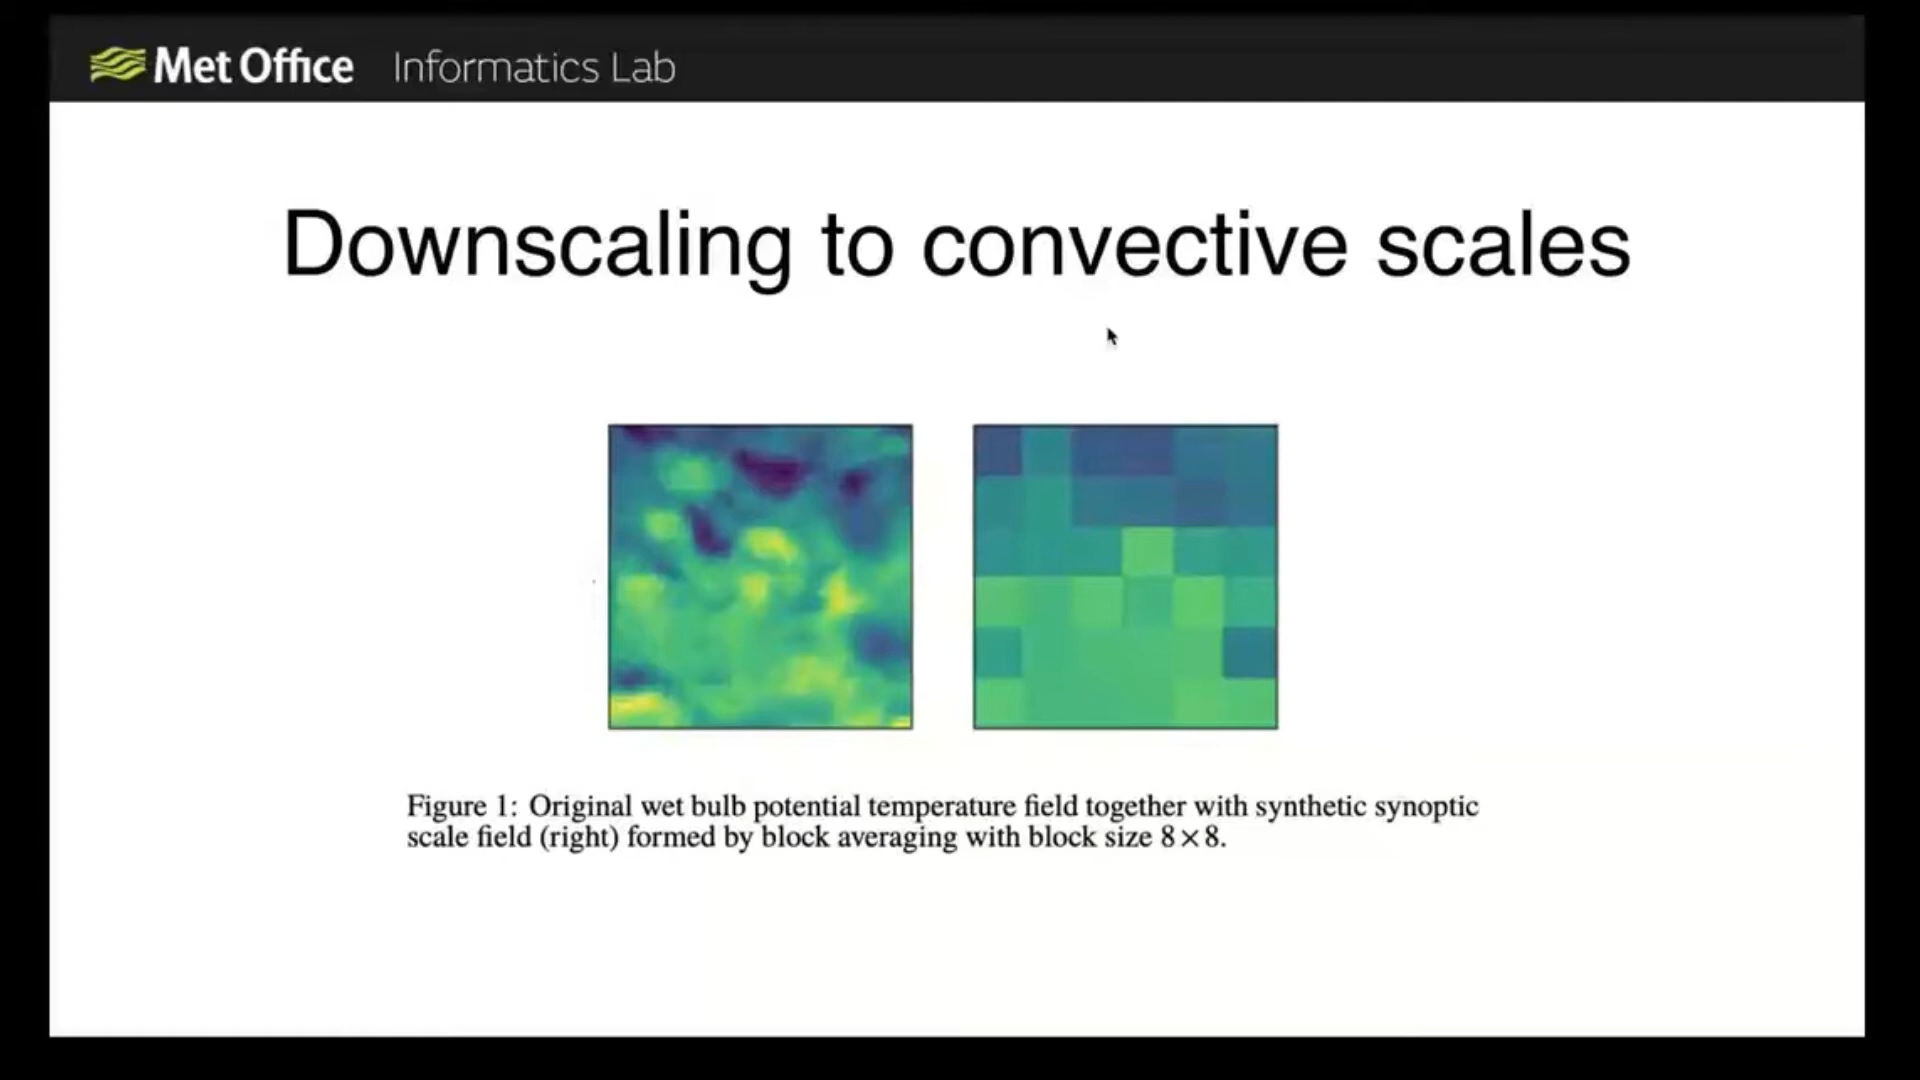 Met Office Informatics Lab
Downscaling to convective scales
Figure 1: Original wet bulb potential temperature field together with synthetic synoptic
scale field (right) formed by block averaging with block size 8×8.